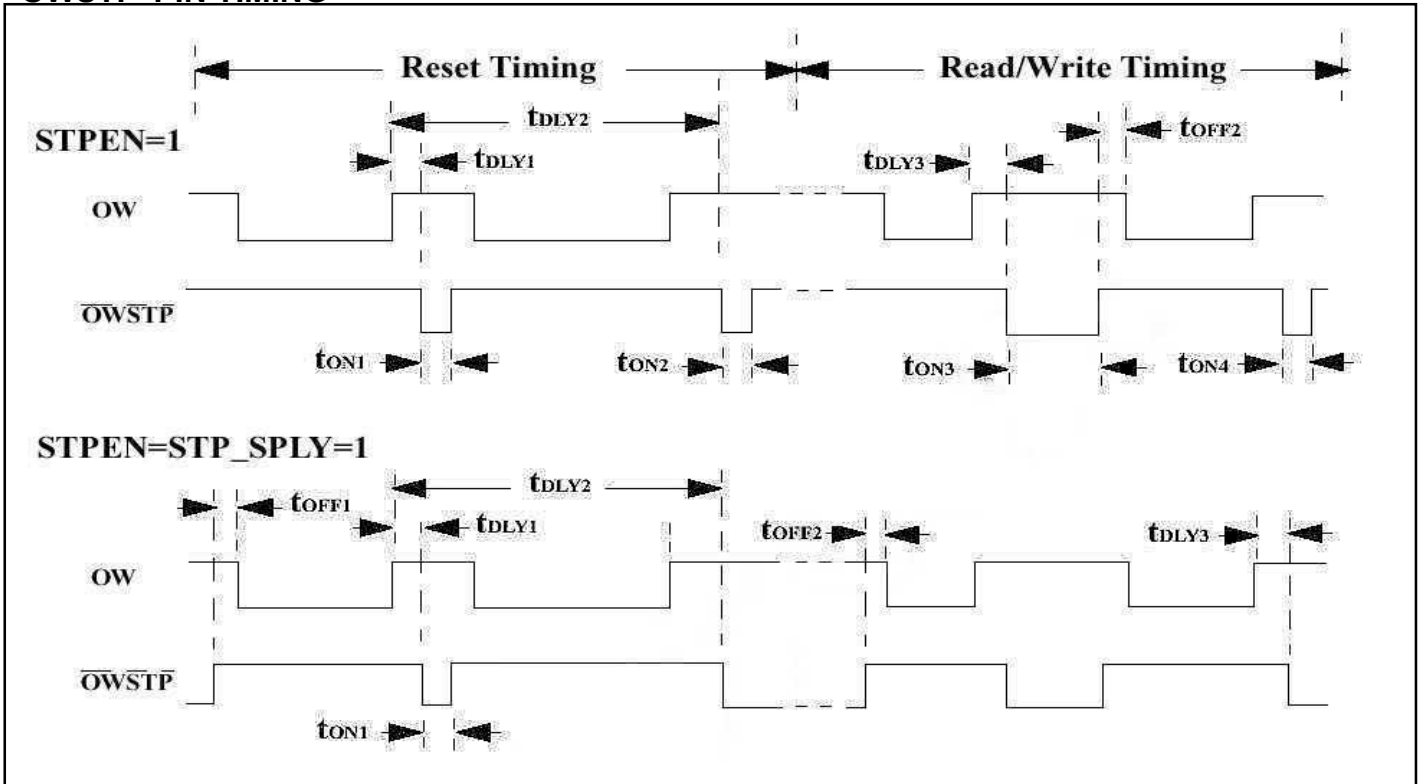 Reset Timing
Read/Write Timing
STPEN=1
tDLY2
tOFF2
tDLY1
tDLY3
OW
OWSTP
tON1
tON2
tON3
tON4
STPEN=STP_SPLY=1
tDLY2
tOFF1
tDLY1
tOFF2
tDLY3
OW
OWSTP
tON1